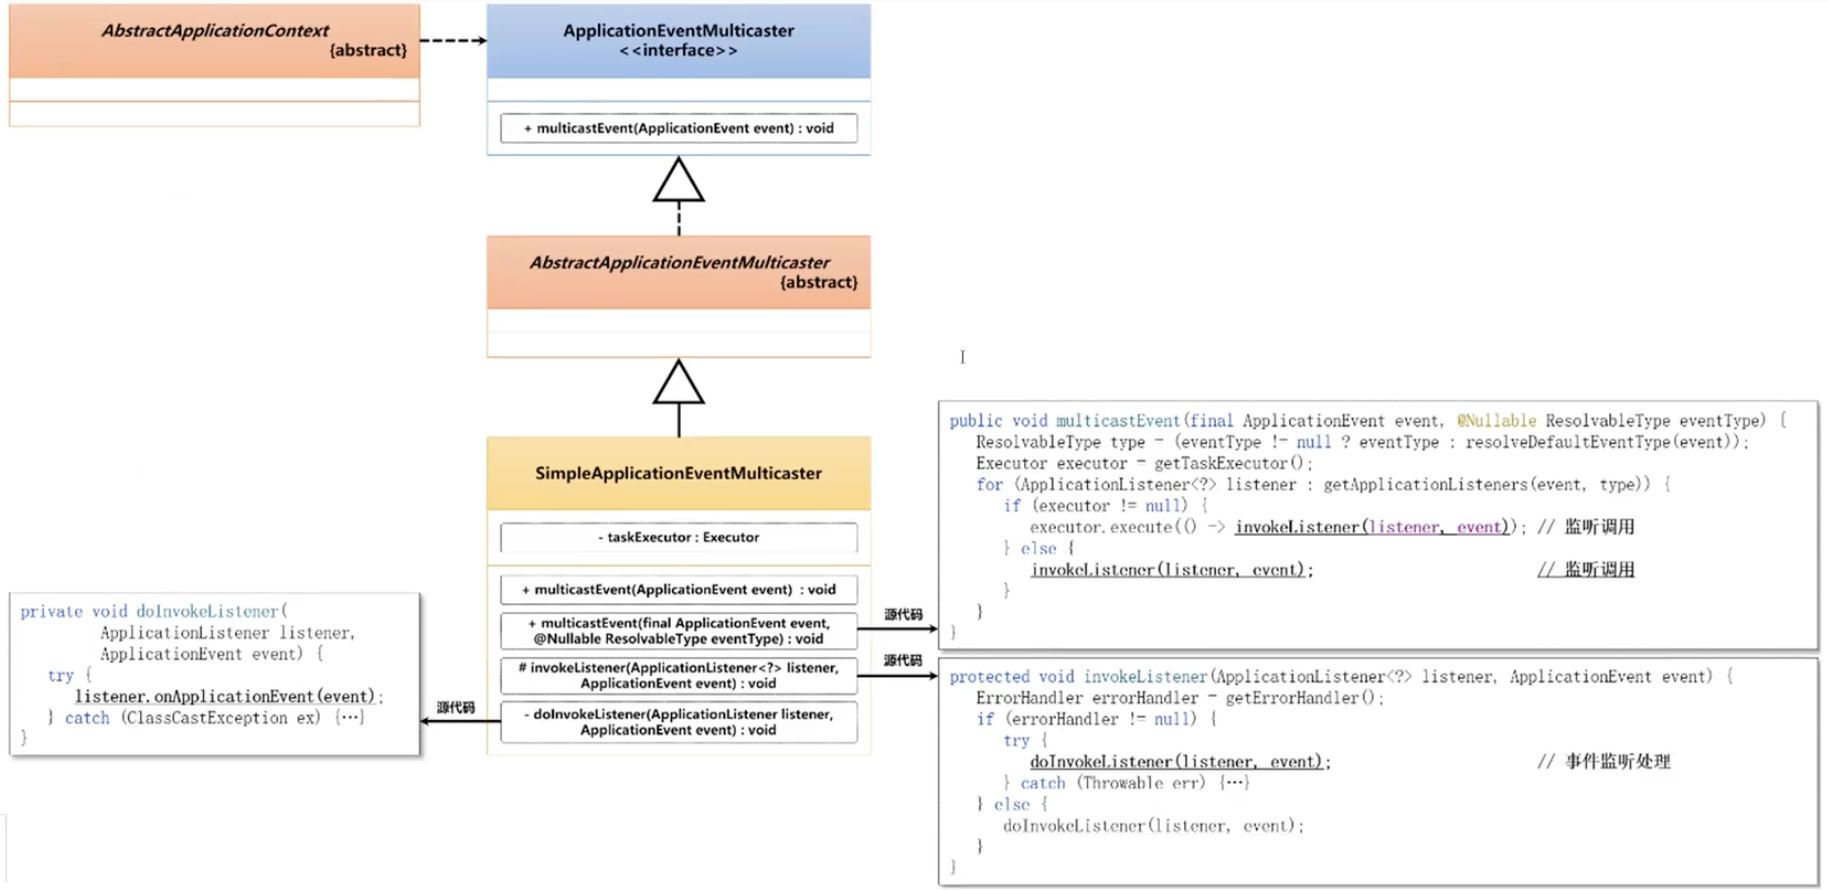 AbstractApplicationContext
{abstract}
ApplicationEventMulticaster
<<interface>>
+ multicastEvent(ApplicationEvent event) : void
AbstractApplicationEventMulticaster
{abstract}
SimpleApplicationEventMulticaster
- taskExecutor : Executor
+ multicastEvent(ApplicationEvent event) : void
+ multicastEvent(final ApplicationEvent event,
@Nullable ResolvableType eventType) : void
# invokeListener(ApplicationListener<?> listener,
ApplicationEvent event) : void
- doInvokeListener(ApplicationListener listener,
ApplicationEvent event) : void
源代码
源代码
源代码
private void doInvokeListener(
ApplicationListener listener,
ApplicationEvent event) {
try {
listener.onApplicationEvent(event);
} catch (ClassCastException ex) {…}
}
public void multicastEvent(final ApplicationEvent event, @Nullable ResolvableType eventType) {
ResolvableType type = (eventType != null ? eventType : resolveDefaultEventType(event));
Executor executor = getTaskExecutor();
for (ApplicationListener<?> listener : getApplicationListeners(event, type)) {
if (executor != null) {
executor.execute(() -> invokeListener(listener, event)); // 监听调用
} else {
invokeListener(listener, event); // 监听调用
}
}
}
protected void invokeListener(ApplicationListener<?> listener, ApplicationEvent event) {
ErrorHandler errorHandler = getErrorHandler();
if (errorHandler != null) {
try {
doInvokeListener(listener, event); // 事件监听处理
} catch (Throwable err) {…}
} else {
doInvokeListener(listener, event);
}
}